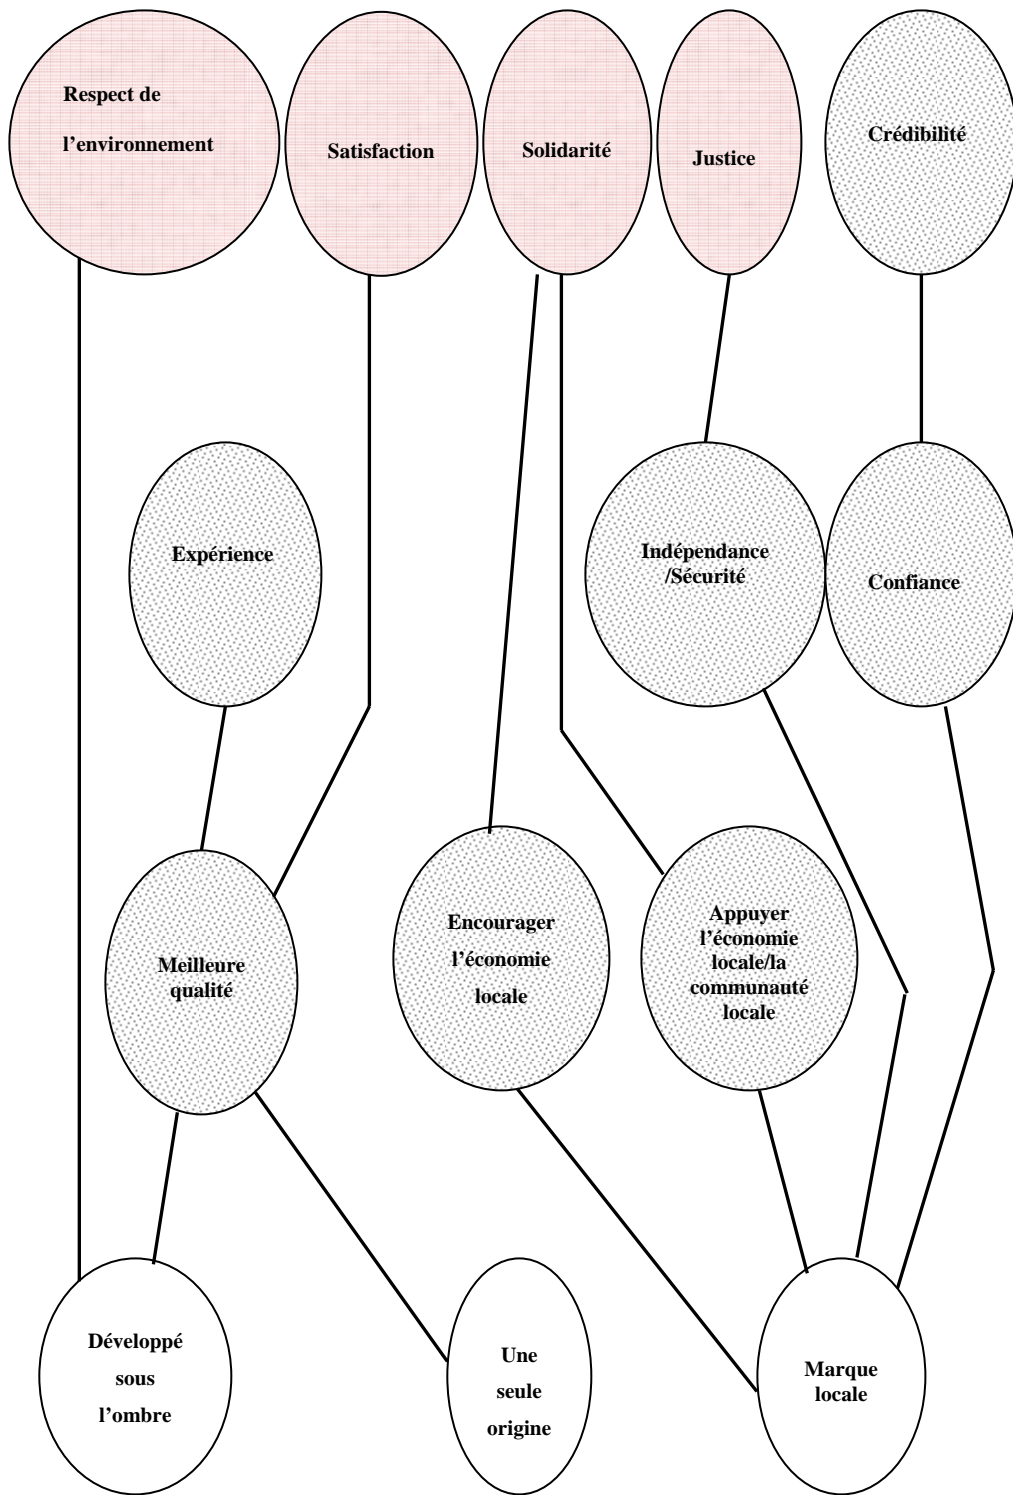 Respect de
l'environnement
Satisfaction
Solidarité
Justice
Crédibilité
Expérience
Indépendance
/Sécurité
Confiance
Meilleure
qualité
Encourager
l'économie
locale
Appuyer
l'économie
locale/la
communauté
locale
Développé
sous
l'ombre
Une
seule
origine
Marque
locale